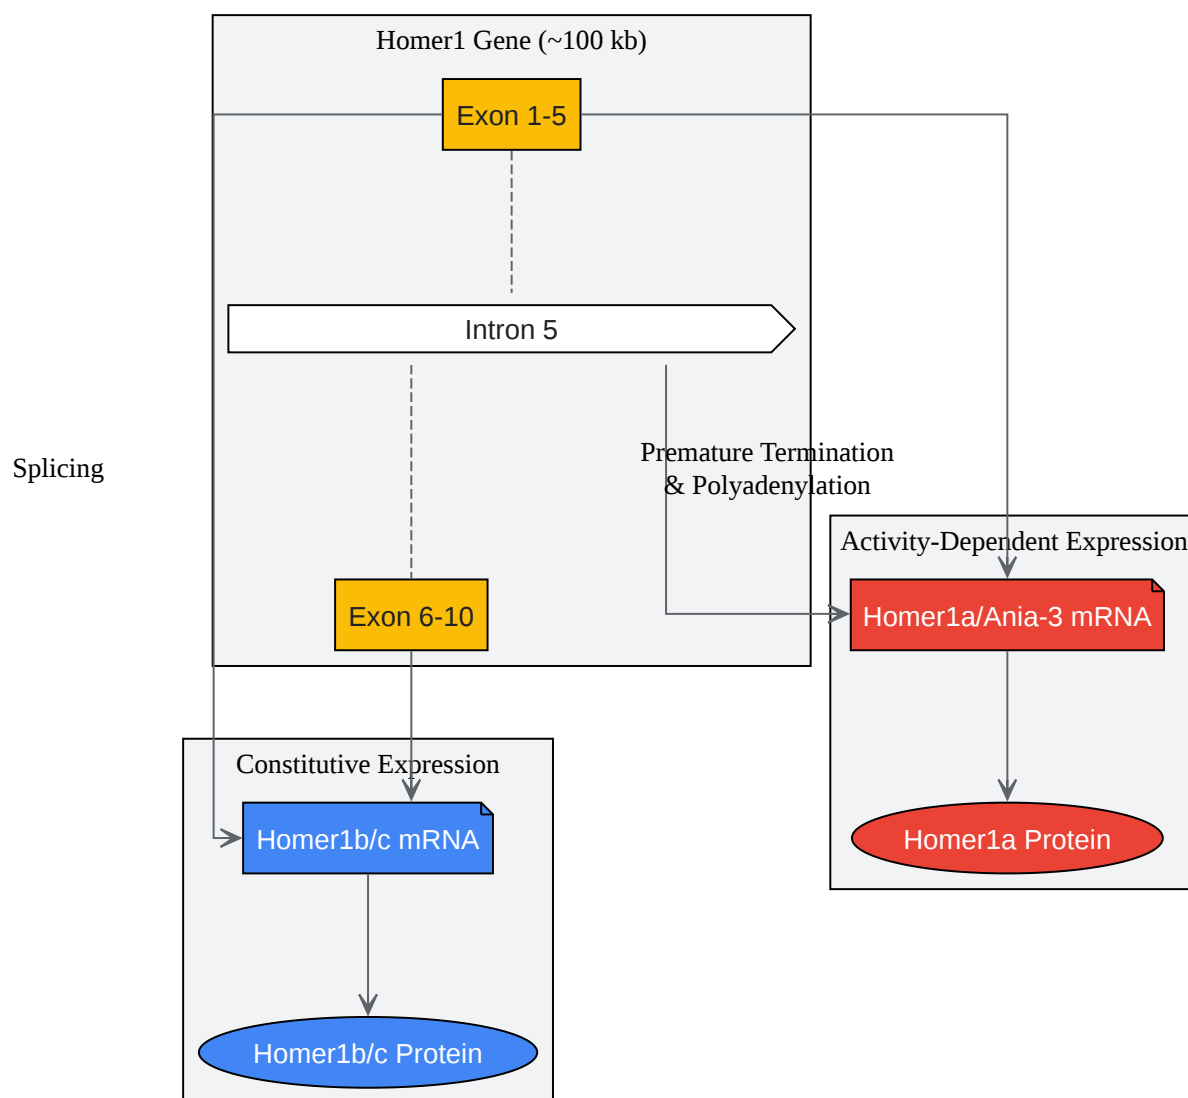 Homer1 Gene (~100 kb)
Exon 1-5
Intron 5
Premature Termination
& Polyadenylation
Splicing
Activity-Dependent Expression
Exon 6-10
Homer1a/Ania-3 mRNA
Constitutive Expression
Homer1b/c mRNA
Homer1a Protein
Homer1b/c Protein